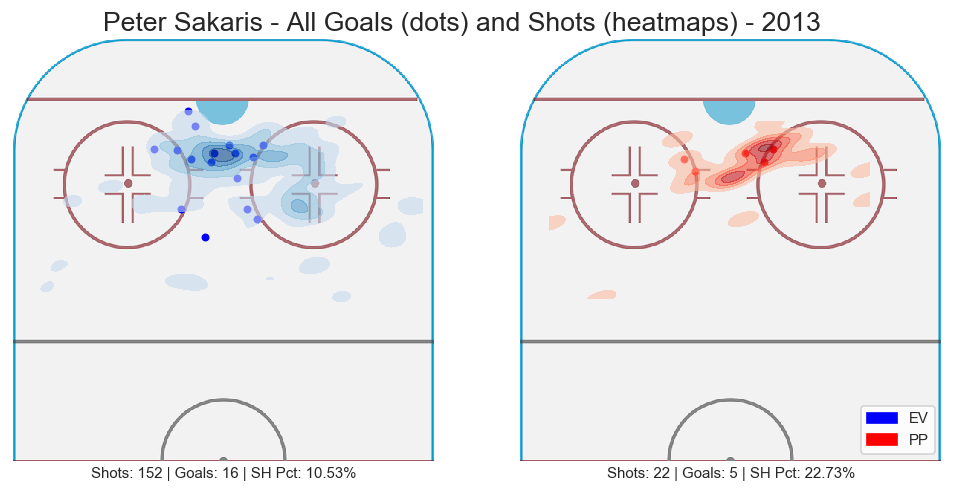 Peter Sakaris - All Goals (dots) and Shots (heatmaps) - 2013
EV
PP
Shots: 152 | Goals: 16 | SH Pct: 10.53%
Shots: 22 | Goals: 5 | SH Pct: 22.73%